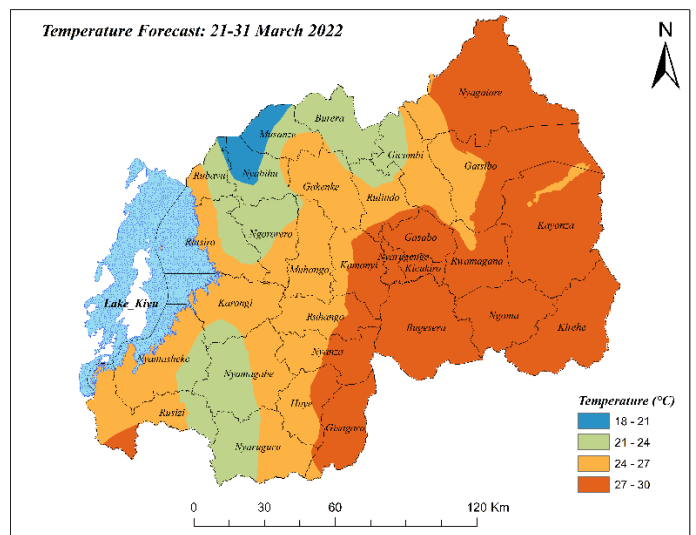 Temperature Forecast: 21-31 March 2022
N
Nyagatare
Burera
Musanze
Gicumbi
Gatsibo
Rubavu
Nyabihu
Gakenke
Rulindo
Kayonza
Ngororero
Rutsiro
Gasabo
Muhanga
Kamonyi
Nyarugenge
Rwamagana
Kicukiro
Lake_Kivu
Karongi
Ruhango
Bugesera
Ngoma
Kirehe
Nyamasheke
Nyanza
Nyamagabe
Huye
Rusizi
Gisagara
Nyaruguru
Temperature (°C)
18 - 21
21 - 24
24 - 27
27 - 30
0 30 60 120 Km